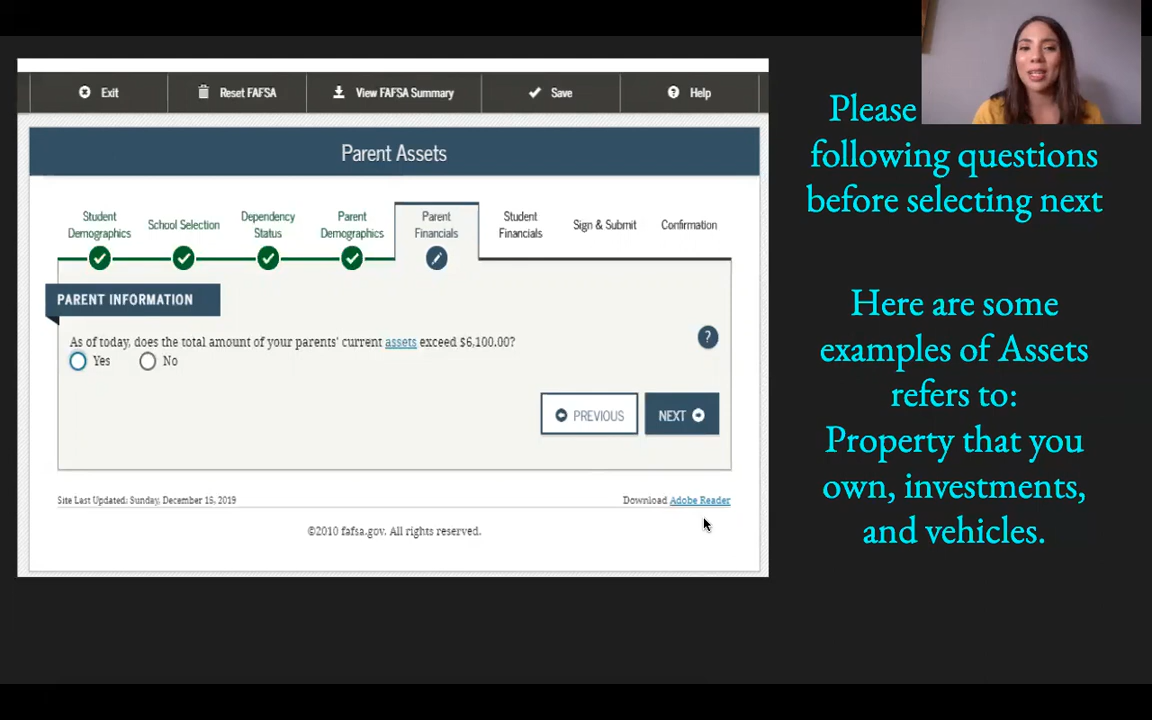 Exit
Reset FAFSA
View FAFSA Summary
Save
Help
Parent Assets
Student Demographics
School Selection
Dependency Status
Parent Demographics
Parent Financials
Student Financials
Sign & Submit
Confirmation
PARENT INFORMATION
As of today, does the total amount of your parents' current assets exceed $6,100.00?
?
Yes
No
PREVIOUS
NEXT
Site Last Updated: Sunday, December 15, 2019
Download Adobe Reader
©2010 fafsa.gov. All rights reserved.
Please
following questions
before selecting next
Here are some
examples of Assets
refers to:
Property that you
own, investments,
and vehicles.